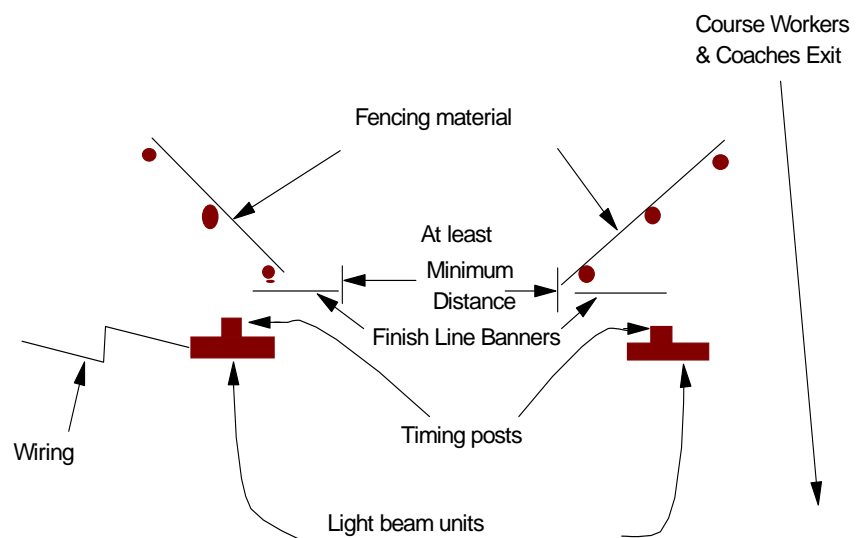 Course Workers
& Coaches Exit
Fencing material
At least
Minimum
Distance
Finish Line Banners
Timing posts
Wiring
Light beam units